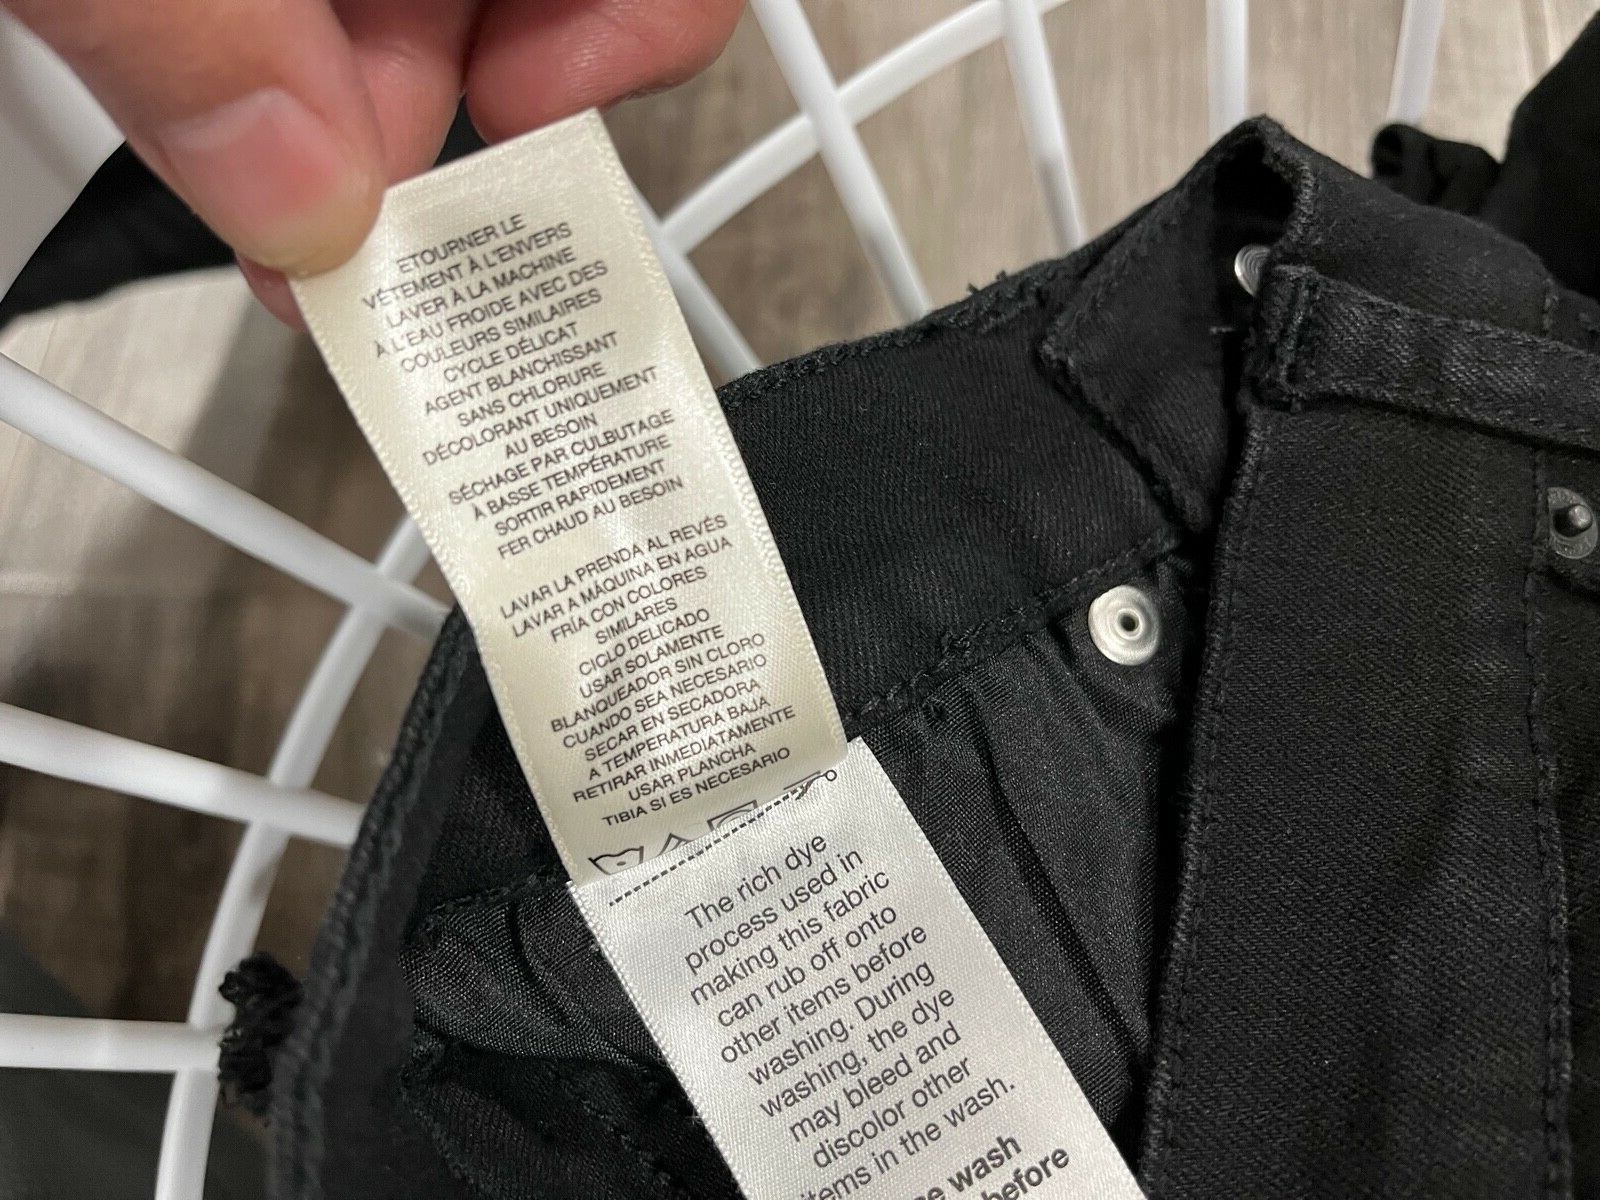 ETOURNER LE
VÊTEMENT À L'ENVERS
LAVER À LA MACHINE
À L'EAU FROIDE AVEC DES
COULEURS SIMILAIRES
CYCLE DÉLICAT
AGENT BLANCHISSANT
SANS CHLORURE
DÉCOLORANT UNIQUEMENT
AU BESOIN
SÉCHAGE PAR CULBUTAGE
À BASSE TEMPÉRATURE
SORTIR RAPIDEMENT
FER CHAUD AU BESOIN
LAVAR LA PRENDA AL REVÉS
LAVAR A MÁQUINA EN AGUA
FRÍA CON COLORES
SIMILARES
CICLO DELICADO
USAR SOLAMENTE
BLANQUEADOR SIN CLORO
CUANDO SEA NECESARIO
SECAR EN SECADORA
A TEMPERATURA BAJA
RETIRAR INMEDIATAMENTE
USAR PLANCHA
TIBIA SI ES NECESARIO
The rich dye
process used in
making this fabric
can rub off onto
other items before
washing. During
washing, the dye
may bleed and
discolor other
items in the wash.
wash
before